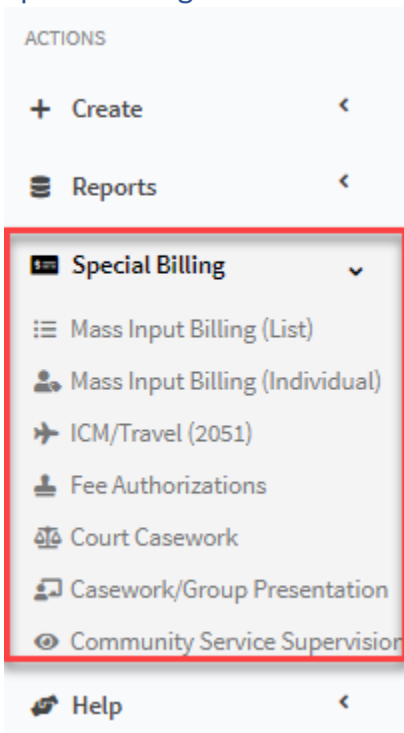 ACTIONS
Create
Reports
Special Billing
Mass Input Billing (List)
Mass Input Billing (Individual)
ICM/Travel (2051)
Fee Authorizations
Court Casework
Casework/Group Presentation
Community Service Supervision
Help